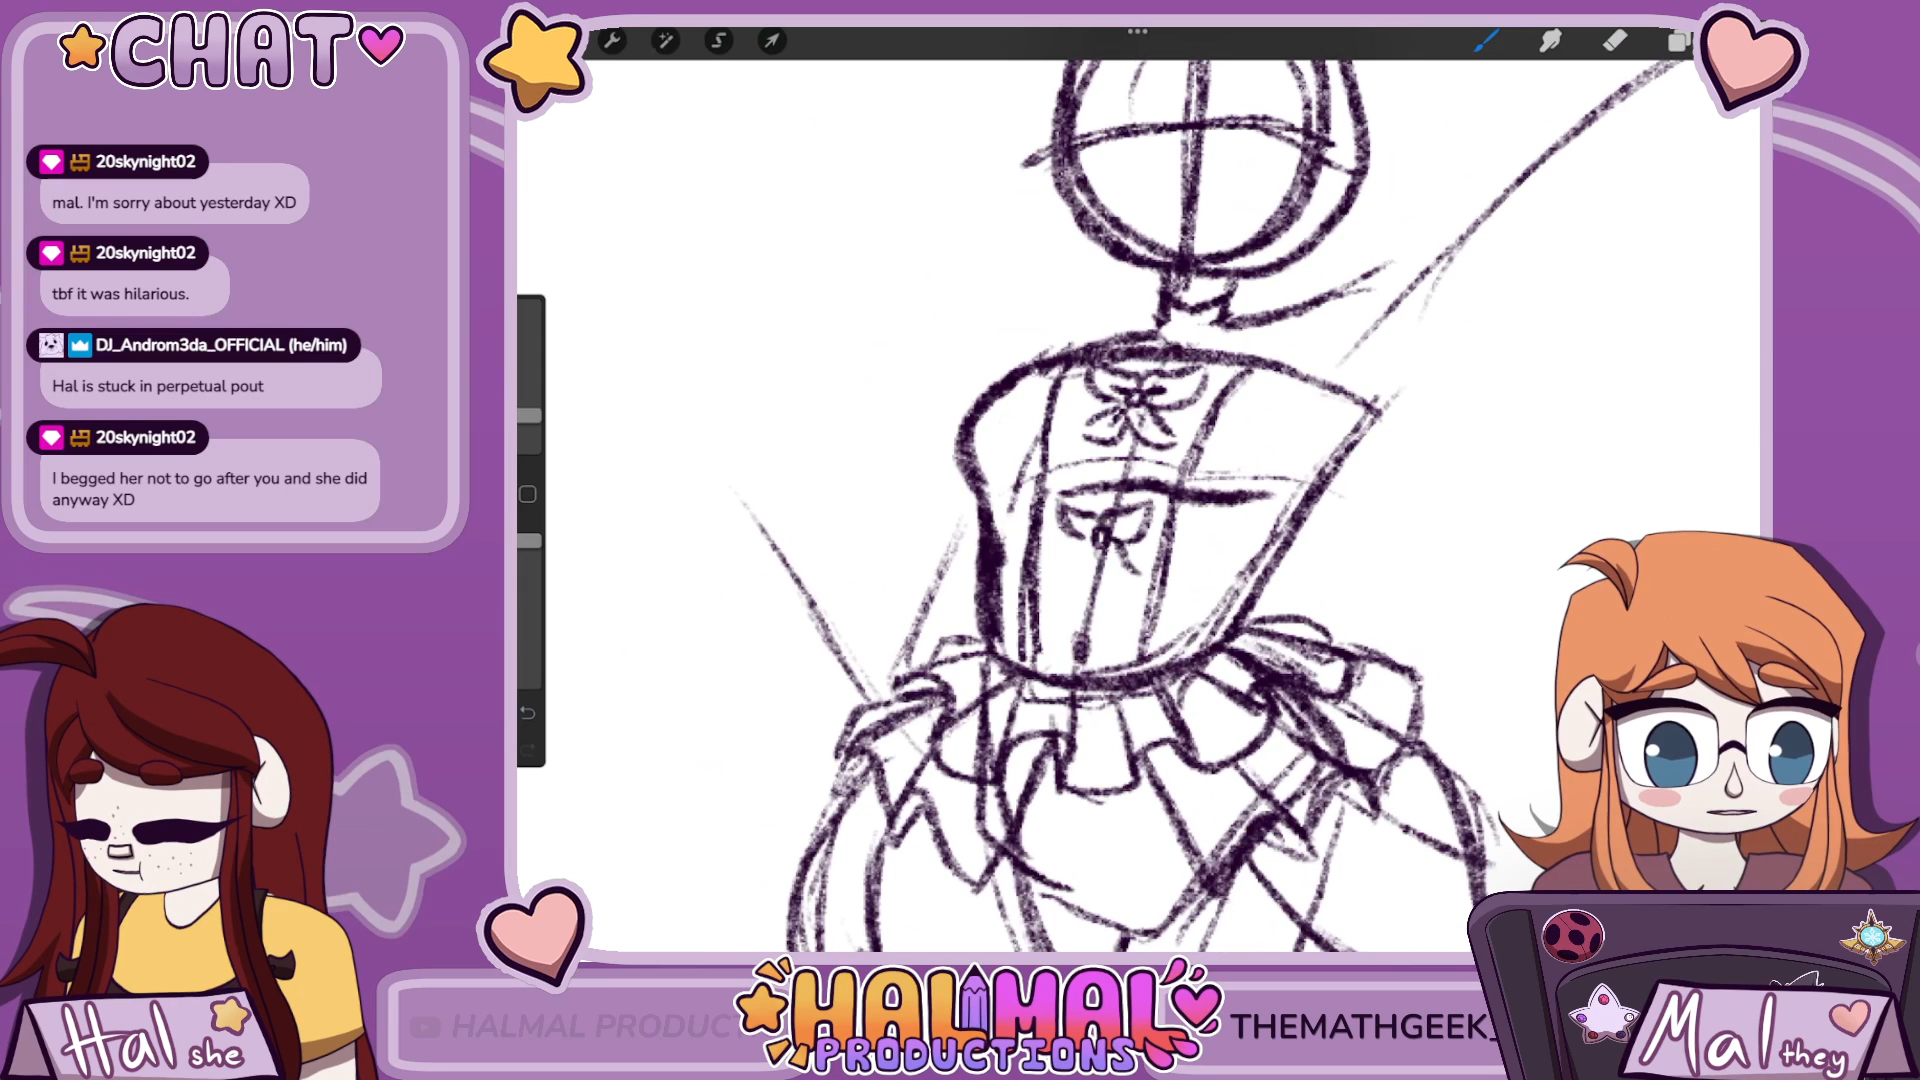 CHAT
20skynight02
mal. I'm sorry about yesterday XD
20skynight02
tbf it was hilarious.
DJ_Androm3da_OFFICIAL (he/him)
Hal is stuck in perpetual pout
20skynight02
I begged her not to go after you and she did
anyway XD
Hal she
HALMAL PRODUC
HALMAL
PRODUCTIONS
THEMATHGEEK_
Mal they